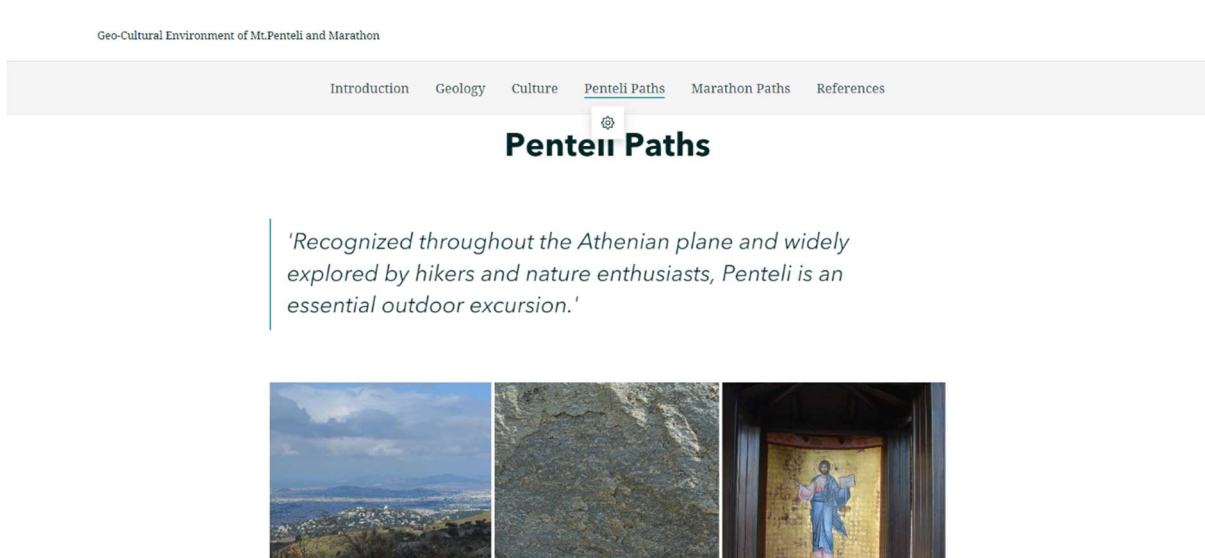 Geo-Cultural Environment of Mt.Penteli and Marathon
Introduction Geology Culture Penteli Paths Marathon Paths References
Penteli Paths
'Recognized throughout the Athenian plane and widely
explored by hikers and nature enthusiasts, Penteli is an
essential outdoor excursion.'